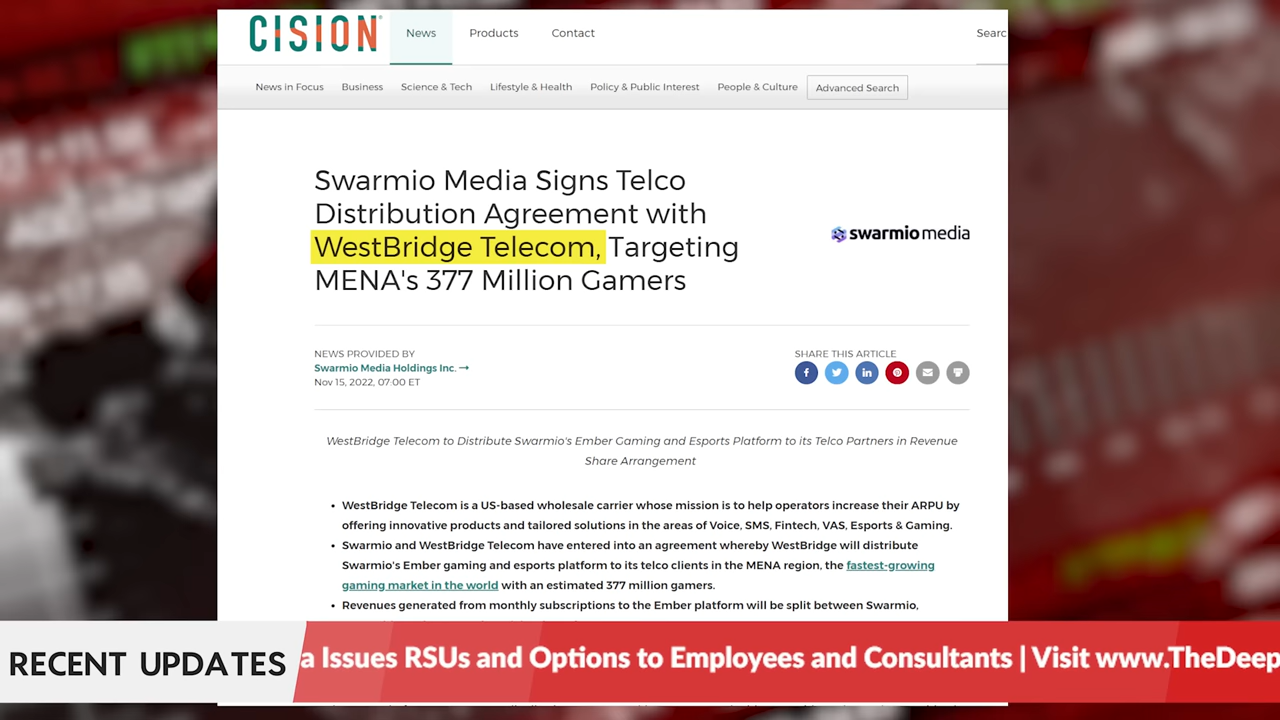 CISION
News
Products
Contact
Searc
News in Focus
Business
Science & Tech
Lifestyle & Health
Policy & Public Interest
People & Culture
Advanced Search
Swarmio Media Signs Telco
Distribution Agreement with
WestBridge Telecom, Targeting
MENA's 377 Million Gamers
swarmio media
NEWS PROVIDED BY
Swarmio Media Holdings Inc.
Nov 15, 2022, 07:00 ET
SHARE THIS ARTICLE
WestBridge Telecom to Distribute Swarmio's Ember Gaming and Esports Platform to its Telco Partners in Revenue
Share Arrangement
• WestBridge Telecom is a US-based wholesale carrier whose mission is to help operators increase their ARPU by
offering innovative products and tailored solutions in the areas of Voice, SMS, Fintech, VAS, Esports & Gaming.
• Swarmio and WestBridge Telecom have entered into an agreement whereby WestBridge will distribute
Swarmio's Ember gaming and esports platform to its telco clients in the MENA region, the fastest-growing
gaming market in the world with an estimated 377 million gamers.
• Revenues generated from monthly subscriptions to the Ember platform will be split between Swarmio,
RECENT UPDATES
a Issues RSUs and Options to Employees and Consultants | Visit www.TheDeep